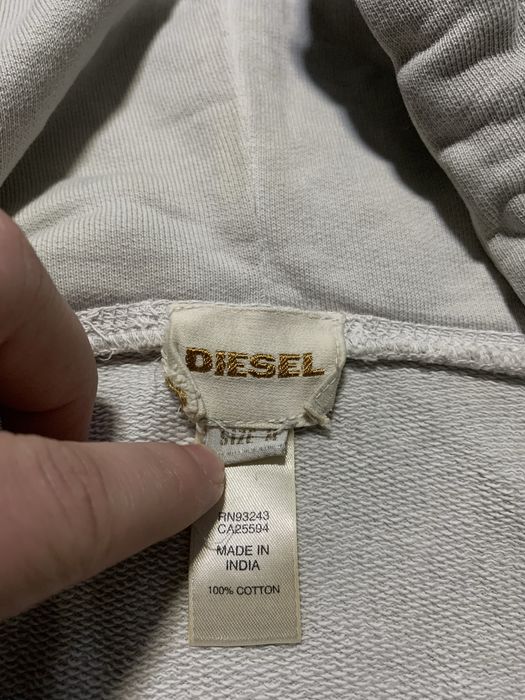 DIESEL
SIZE M
RN93243
CA25594
MADE IN
INDIA
100% COTTON